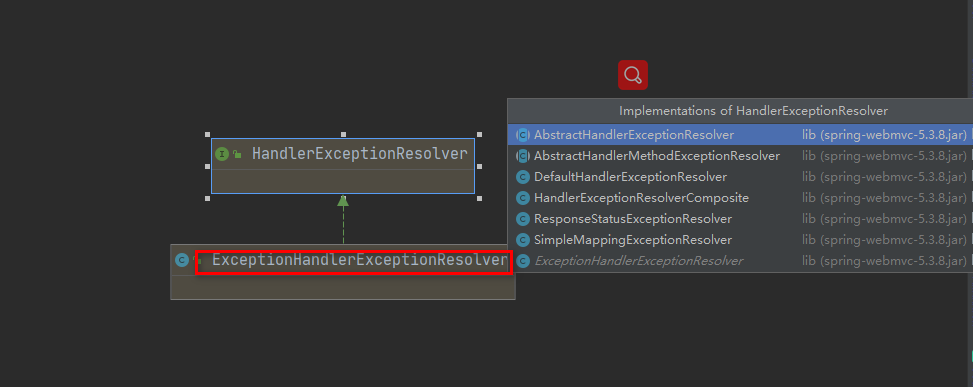 Implementations of HandlerExceptionResolver
AbstractHandlerExceptionResolver lib (spring-webmvc-5.3.8.jar)
AbstractHandlerMethodExceptionResolver lib (spring-webmvc-5.3.8.jar)
DefaultHandlerExceptionResolver lib (spring-webmvc-5.3.8.jar)
HandlerExceptionResolverComposite lib (spring-webmvc-5.3.8.jar)
ResponseStatusExceptionResolver lib (spring-webmvc-5.3.8.jar)
SimpleMappingExceptionResolver lib (spring-webmvc-5.3.8.jar)
ExceptionHandlerExceptionResolver lib (spring-webmvc-5.3.8.jar)
I HandlerExceptionResolver
C ExceptionHandlerExceptionResolver